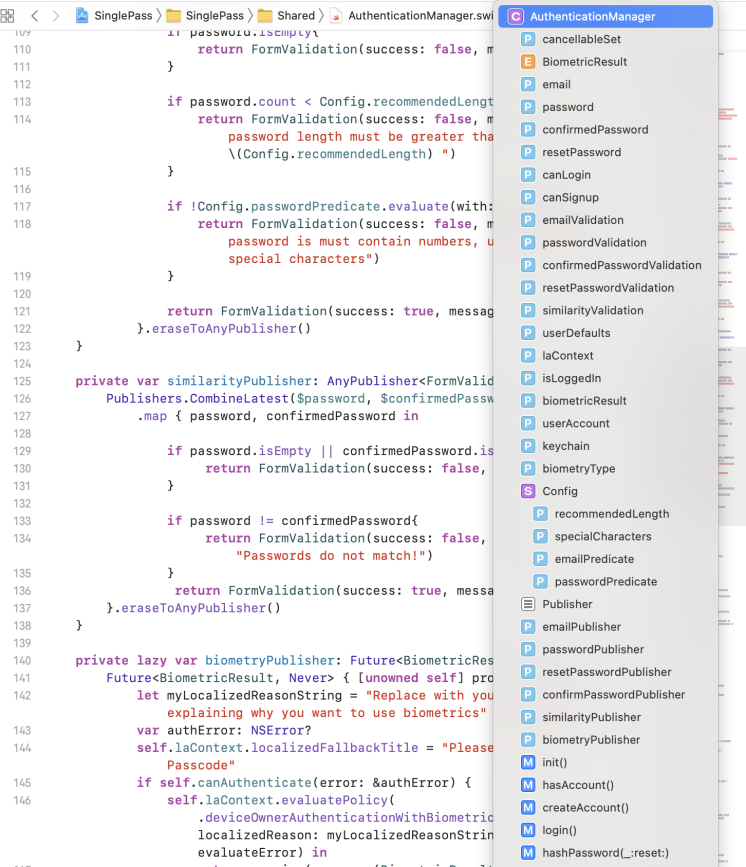 SinglePass SinglePass Shared AuthenticationManager.swi
109 if password.isEmpty{
110 return FormValidation(success: false, m
111 }
112
113 if password.count < Config.recommendedLengt
114 return FormValidation(success: false, m
password length must be greater tha
\(Config.recommendedLength) ")
115 }
116
117 if !Config.passwordPredicate.evaluate(with:
118 return FormValidation(success: false, m
password is must contain numbers, u
special characters")
119 }
120
121 return FormValidation(success: true, messag
122 }.eraseToAnyPublisher()
123 }
124
125 private var similarityPublisher: AnyPublisher<FormValid
126 Publishers.CombineLatest($password, $confirmedPassw
127 .map { password, confirmedPassword in
128
129 if password.isEmpty || confirmedPassword.is
130 return FormValidation(success: false,
131 }
132
133 if password != confirmedPassword{
134 return FormValidation(success: false,
"Passwords do not match!")
135 }
136 return FormValidation(success: true, messa
137 }.eraseToAnyPublisher()
138 }
139
140 private lazy var biometryPublisher: Future<BiometricRes
141 Future<BiometricResult, Never> { [unowned self] pro
142 let myLocalizedReasonString = "Replace with you
explaining why you want to use biometrics"
143 var authError: NSError?
144 self.laContext.localizedFallbackTitle = "Please
Passcode"
145 if self.canAuthenticate(error: &authError) {
146 self.laContext.evaluatePolicy(
.deviceOwnerAuthenticationWithBiometric
localizedReason: myLocalizedReasonStrin
evaluateError) in
C AuthenticationManager
P cancellableSet
E BiometricResult
P email
P password
P confirmedPassword
P resetPassword
P canLogin
P canSignup
P emailValidation
P passwordValidation
P confirmedPasswordValidation
P resetPasswordValidation
P similarityValidation
P userDefaults
P laContext
P isLoggedIn
P biometricResult
P userAccount
P keychain
P biometryType
S Config
P recommendedLength
P specialCharacters
P emailPredicate
P passwordPredicate
Publisher
P emailPublisher
P passwordPublisher
P resetPasswordPublisher
P confirmPasswordPublisher
P similarityPublisher
P biometryPublisher
M init()
M hasAccount()
M createAccount()
M login()
M hashPassword(_:reset:)